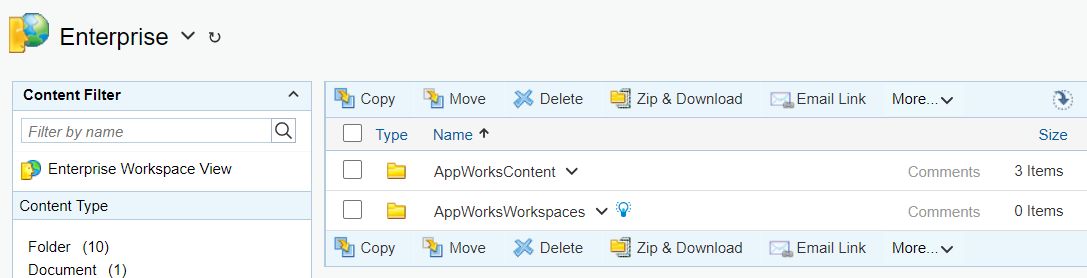 Enterprise
Content Filter
Filter by name
Enterprise Workspace View
Content Type
Folder (10)
Document (1)
Copy Move Delete Zip & Download Email Link More...
Type Name Size
AppWorksContent Comments 3 Items
AppWorksWorkspaces Comments 0 Items
Copy Move Delete Zip & Download Email Link More...